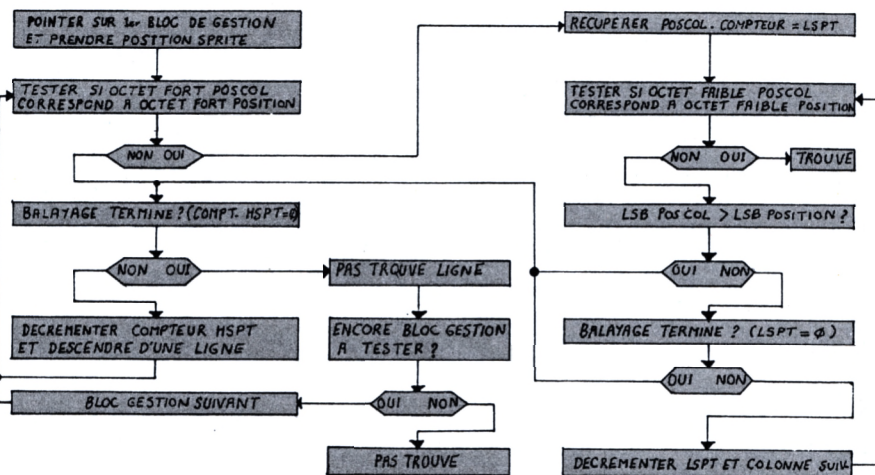 POINTER SUR 1er BLOC DE GESTION
ET PRENDRE POSITION SPRITE
TESTER SI OCTET FORT POSCOL
CORRESPOND A OCTET FORT POSITION
NON OUI
BALAYAGE TERMINE ? (COMPT. HSPT=0)
NON OUI
DECREMENTER COMPTEUR HSPT
ET DESCENDRE D'UNE LIGNE
BLOC GESTION SUIVANT
PAS TROUVE LIGNE
ENCORE BLOC GESTION
A TESTER ?
OUI NON
PAS TROUVE
RECUPERER POSCOL. COMPTEUR = LSPT
TESTER SI OCTET FAIBLE POSCOL
CORRESPOND A OCTET FAIBLE POSITION
NON OUI
TROUVE
LSB POSCOL > LSB POSITION ?
OUI NON
BALAYAGE TERMINE ? (LSPT = Ø)
OUI NON
DECREMENTER LSPT ET COLONNE SUIV.